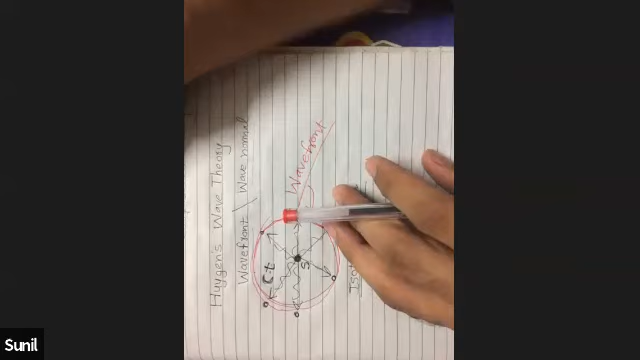 Huygen's Wave Theory
Wavefront \ Wave normal
Wavefront
ct
S
Sunil